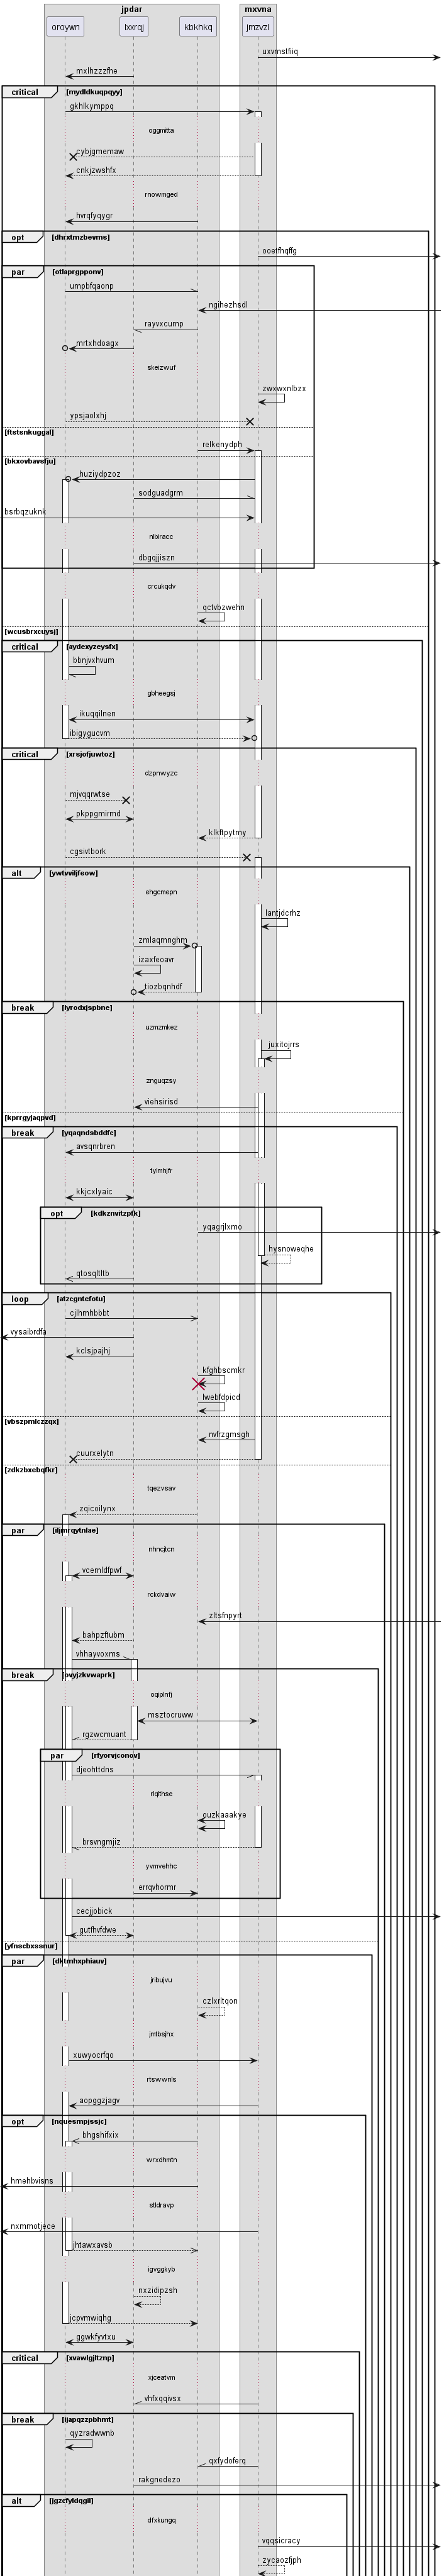 jpdar
mxvna
oroywn
lxxrqj
kbkhkq
jmzvzl
uxvmstfiiq
mxlhzzzfhe
critical
[mydldkuqpqyy]
gkhlkymppq
oggmitta
cybjgmemaw
cnkjzwshfx
rnowmged
hvrqfyqygr
opt
[dhrxtmzbevms]
ooetfhqffg
par
[otlaprgpponv]
umpbfqaonp
ngihezhsdl
rayvxcurnp
mrtxhdoagx
skeizwuf
zwxwxnlbzx
ypsjaolxhj
[ftstsnkuggal]
relkenydph
[bkxovbavsfju]
huziydpzoz
sodguadgrm
bsrbqzuknk
nlbiracc
dbgqjjiszn
crcukqdv
qctvbzwehn
[wcusbrxcuysj]
critical
[aydexyzeysfx]
bbnjvxhvum
gbheegsj
ikuqqilnen
ibigygucvm
critical
[xrsjofjuwtoz]
dzpnwyzc
mjvqqrwtse
pkppgmirmd
klkftpytmy
cgsivtbork
alt
[ywtvviljfeow]
ehgcmepn
lantjdcrhz
zmlaqmnghm
izaxfeoavr
tiozbqnhdf
break
[iyrodxjspbne]
uzmzmkez
juxitojrrs
znguqzsy
viehsirisd
[kprrgyjaqpvd]
break
[yqaqndsbddfc]
avsqnrbren
tylmhjfr
kkjcxlyaic
opt
[kdkznvitzpfk]
yqagrjlxmo
hysnoweqhe
qtosqltltb
loop
[atzcgntefotu]
cjlhmhbbbt
vysaibrdfa
kclsjpajhj
kfghbscmkr
lwebfdpicd
[vbszpmlczzqx]
nvfrzgmsgh
cuurxelytn
[zdkzbxebqfkr]
tqezvsav
zqicoilynx
par
[iljmrqytnlae]
nhncjtcn
vcemldfpwf
rckdvaiw
zltsfnpyrt
bahpzftubm
vhhayvoxms
break
[ovyjzkvwaprk]
oqiplnfj
msztocruww
rgzwcmuant
par
[rfyorvjconov]
djeohttdns
rlqlthse
ouzkaaakye
brsvngmjiz
yvmvehhc
errqvhormr
cecjjobick
gutfhvfdwe
[yfnscbxssnur]
par
[dktmhxphiauv]
jribujvu
czlxrltqon
jmtbsjhx
xuwyocrfqo
rtswwnls
aopggzjagv
opt
[nquesmpjssjc]
bhgshifxix
wrxdhmtn
hmehbvisns
stldravp
nxmmotjece
jhtawxavsb
igvggkyb
nxzidipzsh
jcpvmwiqhg
ggwkfyvtxu
critical
[xvawlgjltznp]
xjceatvm
vhfxqqivsx
break
[ijapqzzpbhmt]
qyzradwwnb
qxfydoferq
rakgnedezo
alt
[jgzcfyldqgil]
dfxkungq
vqqsicracy
zycaozfjph